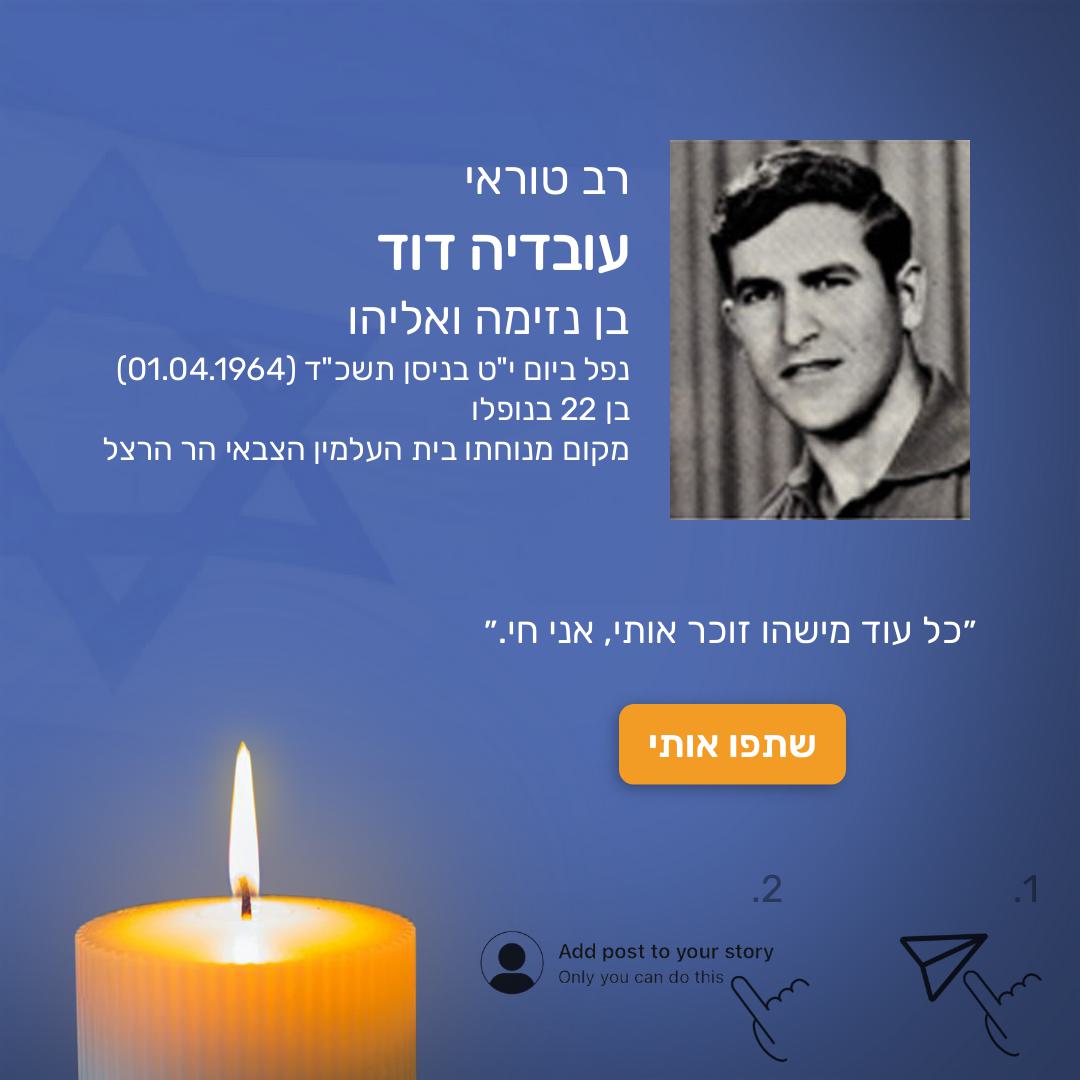 רב טוראי
עובדיה דוד
בן נזימה ואליהו
נפל ביום י"ט בניסן תשכ"ד (01.04.1964)
בן 22 בנופלו
מקום מנוחתו בית העלמין הצבאי הר הרצל
״כל עוד מישהו זוכר אותי, אני חי.״
שתפו אותי
1.
2.
Add post to your story
Only you can do this